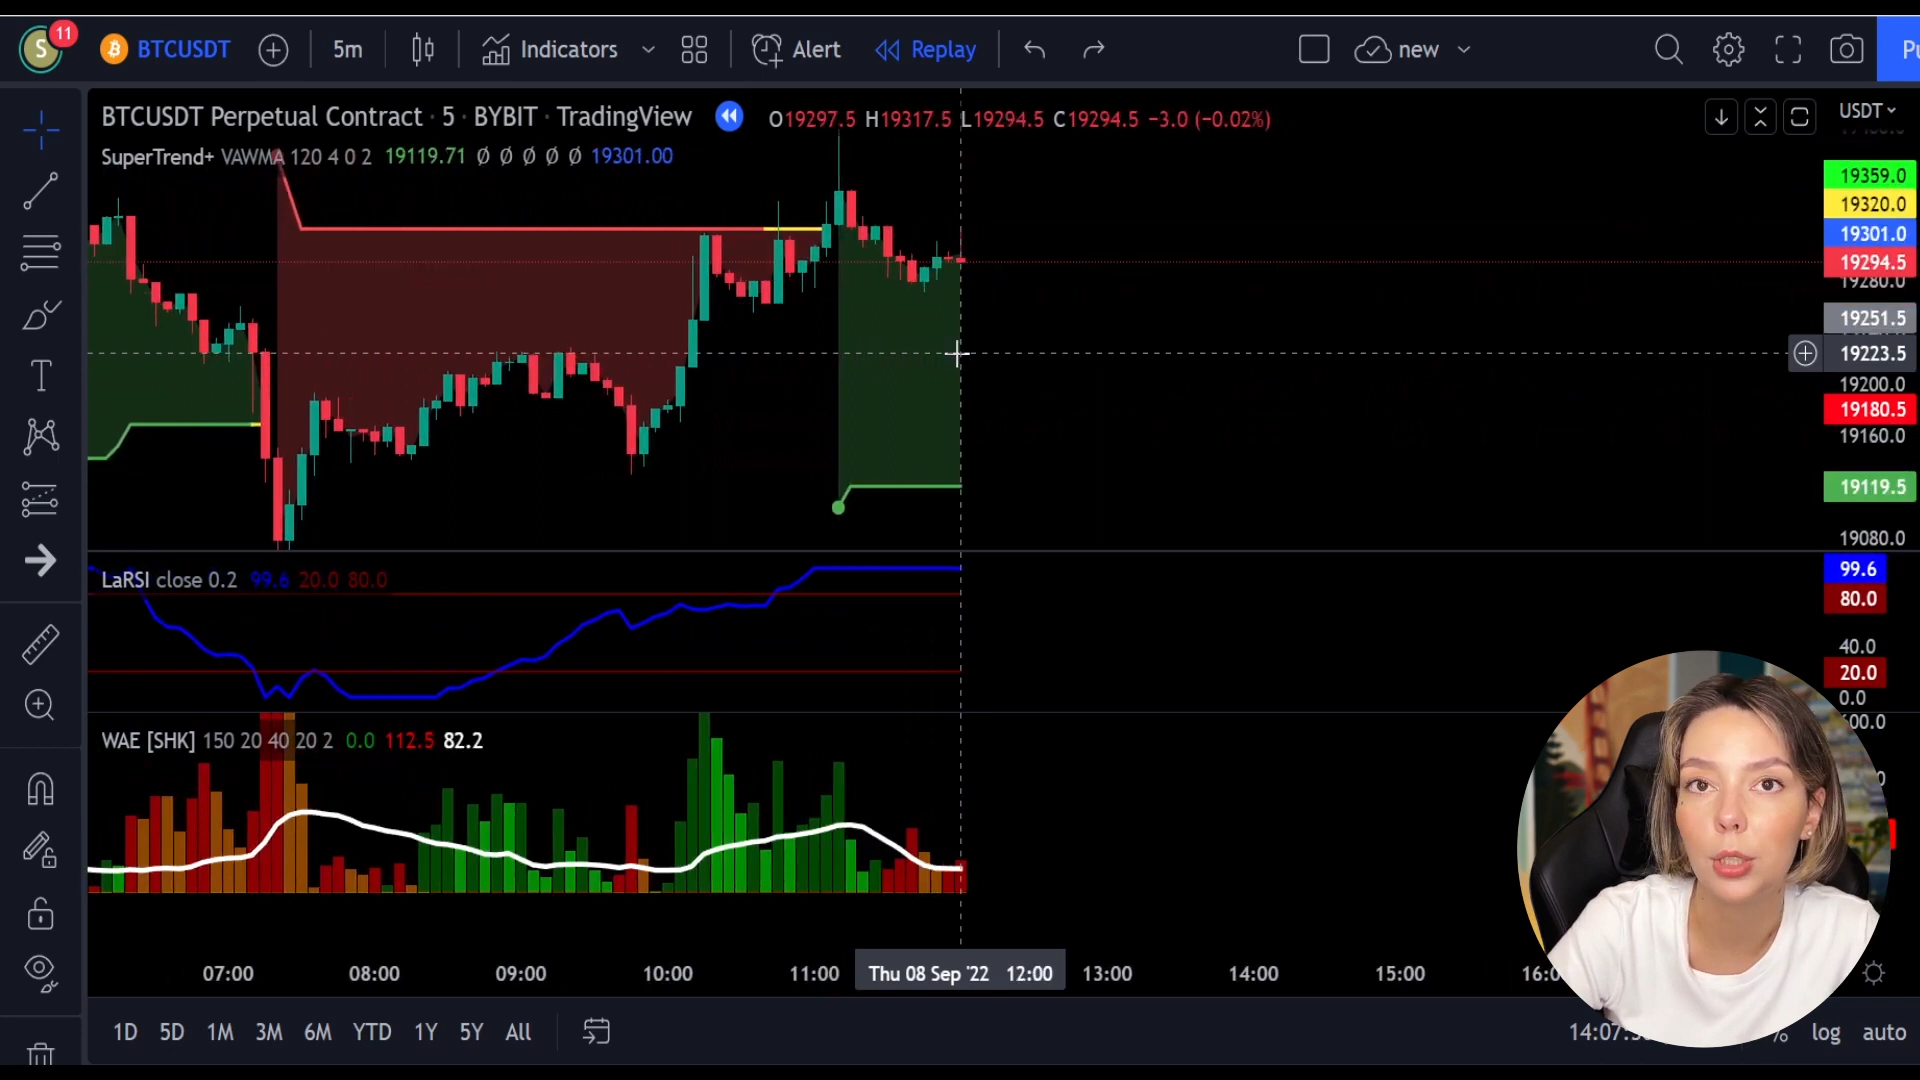 S 11 BTCUSDT 5m Indicators Alert Replay new Pu
BTCUSDT Perpetual Contract · 5 · BYBIT · TradingView O19297.5 H19317.5 L19294.5 C19294.5 −3.0 (−0.02%)
USDT
SuperTrend+ VAWMA 120 4 0 2 19119.71 Ø Ø Ø Ø Ø 19301.00
19359.0
19320.0
19301.0
19294.5
19280.0
19251.5
19223.5
19200.0
19180.5
19160.0
19119.5
19080.0
LaRSI close 0.2 99.6 20.0 80.0
99.6
80.0
40.0
20.0
0.0
WAE [SHK] 150 20 40 20 2 0.0 112.5 82.2
07:00 08:00 09:00 10:00 11:00 Thu 08 Sep '22 12:00 13:00 14:00 15:00
1D 5D 1M 3M 6M YTD 1Y 5Y All
% log auto